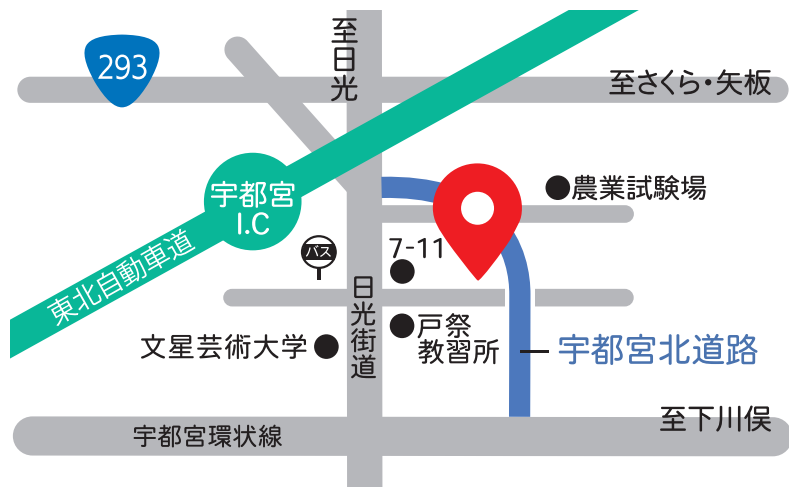 至日光
293
至さくら・矢板
宇都宮
I.C
農業試験場
東北自動車道
バス
7-11
日光街道
戸祭
教習所
文星芸術大学
宇都宮北道路
至下川俣
宇都宮環状線